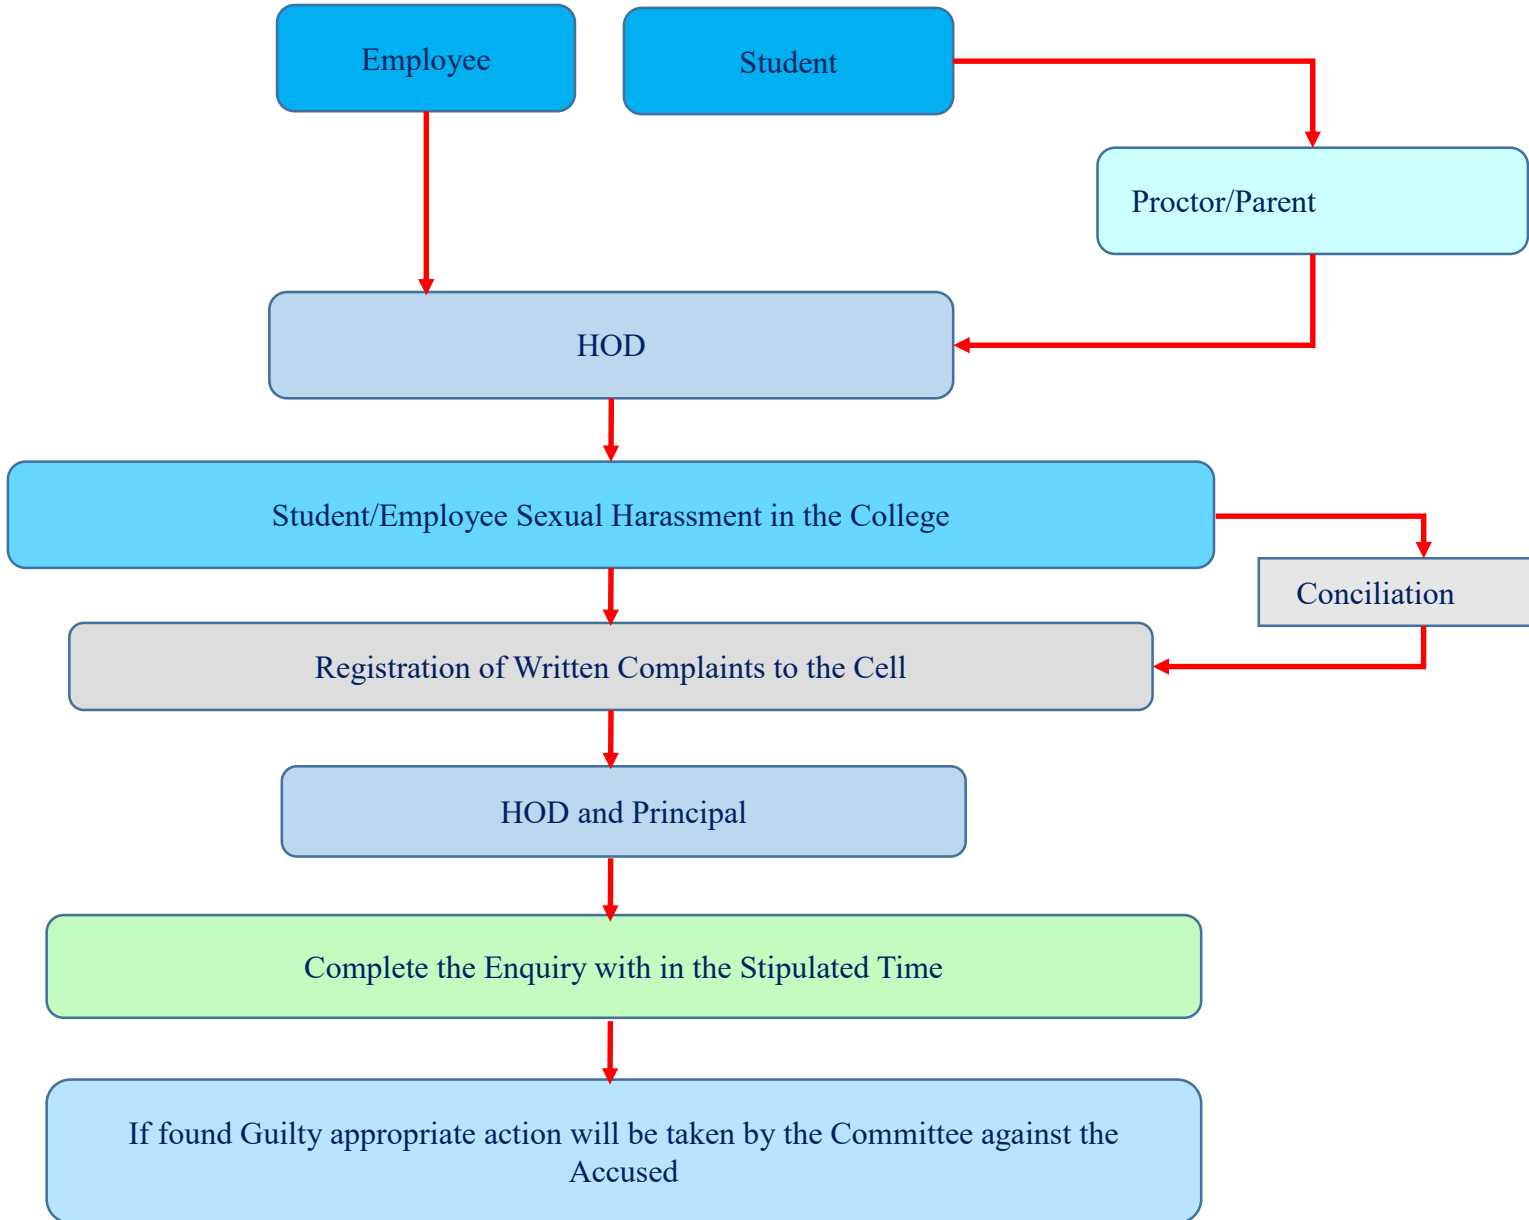 Employee
Student
Proctor/Parent
HOD
Student/Employee Sexual Harassment in the College
Conciliation
Registration of Written Complaints to the Cell
HOD and Principal
Complete the Enquiry with in the Stipulated Time
If found Guilty appropriate action will be taken by the Committee against the
Accused